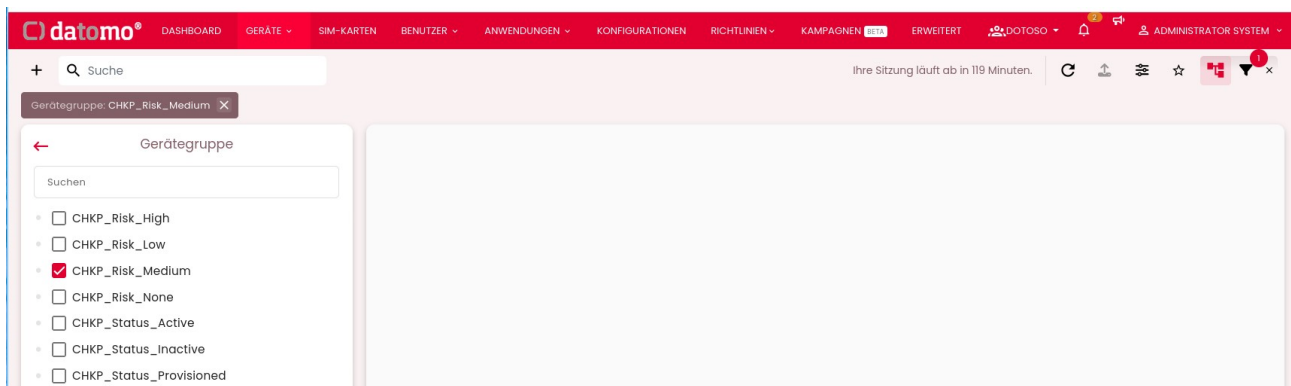 datomo® DASHBOARD GERÄTE SIM-KARTEN BENUTZER ANWENDUNGEN KONFIGURATIONEN RICHTLINIEN KAMPAGNEN BETA ERWEITERT DOTOSO 2 ADMINISTRATOR SYSTEM
+ Suche Ihre Sitzung läuft ab in 119 Minuten. 1 ×
Gerätegruppe: CHKP_Risk_Medium X
Gerätegruppe
Suchen
CHKP_Risk_High
CHKP_Risk_Low
CHKP_Risk_Medium
CHKP_Risk_None
CHKP_Status_Active
CHKP_Status_Inactive
CHKP_Status_Provisioned